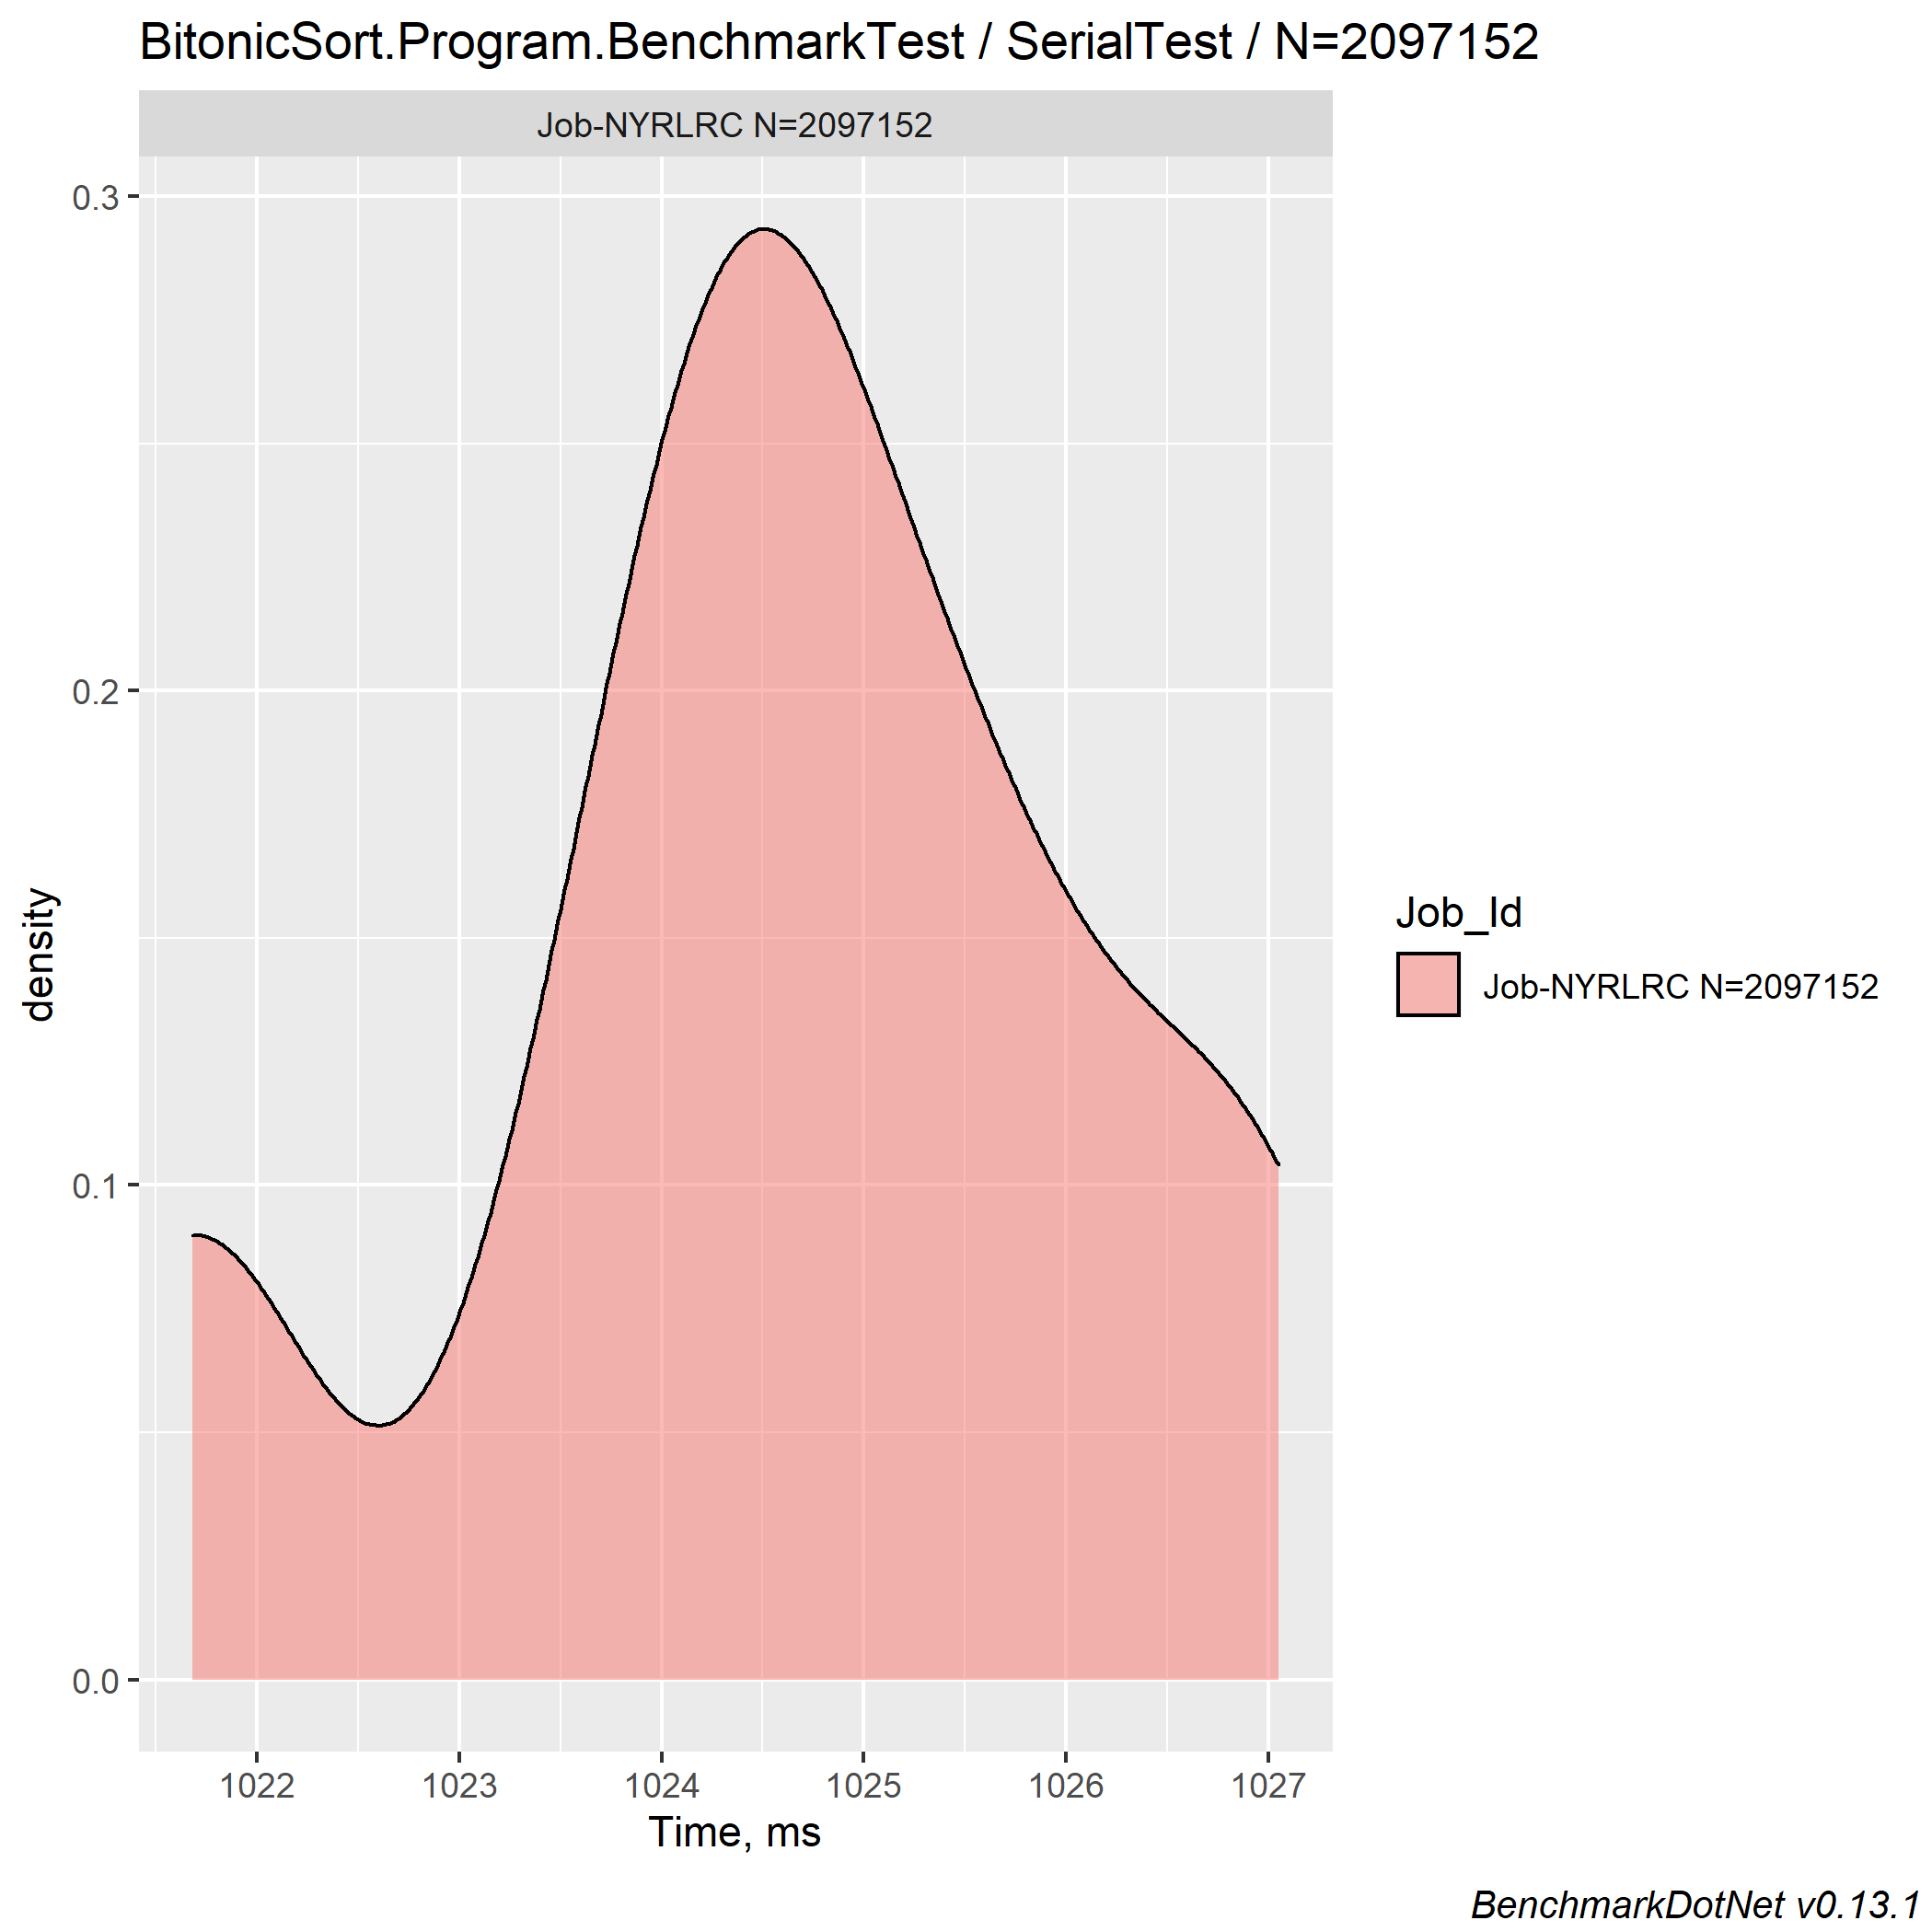 BitonicSort.Program.BenchmarkTest / SerialTest / N=2097152
Job-NYRLRC N=2097152
0.3
0.2
0.1
0.0
density
1022 1023 1024 1025 1026 1027
Time, ms
Job_Id
Job-NYRLRC N=2097152
BenchmarkDotNet v0.13.1